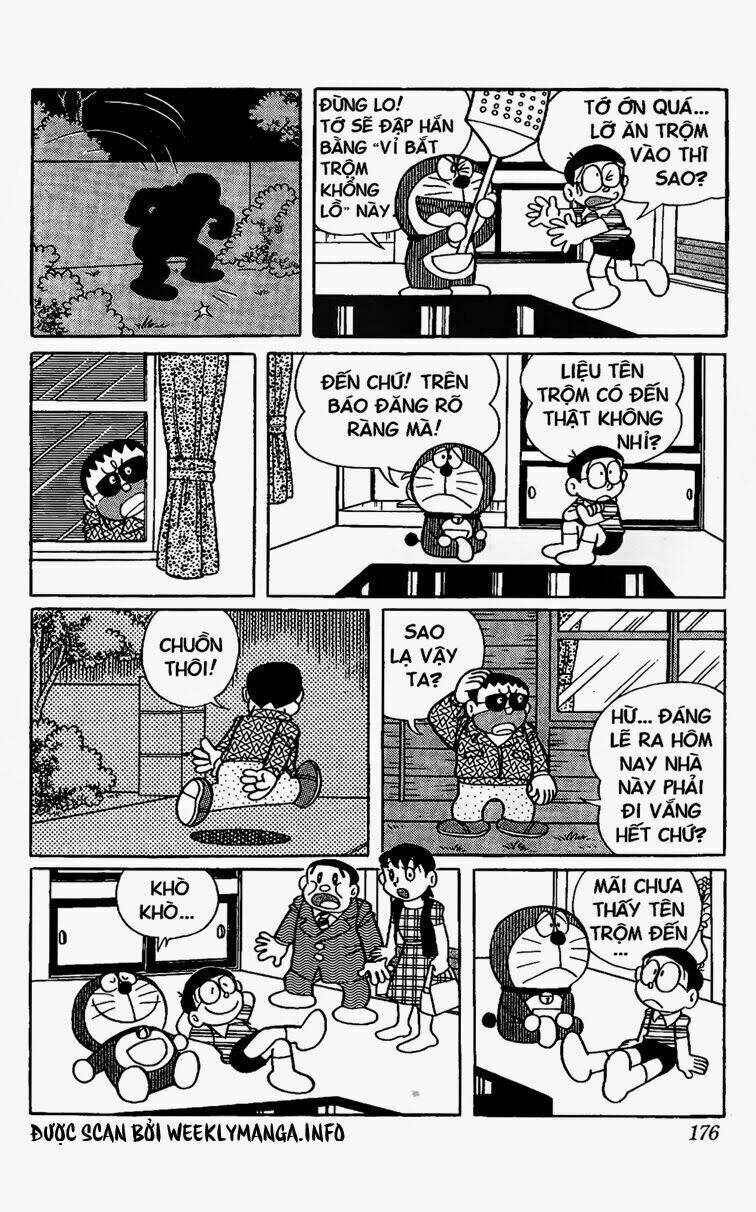 TỚ ỚN QUÁ...
LỠ ĂN TRỘM
VÀO THÌ
SAO?
ĐỪNG LO!
TỚ SẼ ĐẬP HẮN
BẰNG "VỈ BẮT
TRỘM
KHỔNG
LỒ" NÀY
LIỆU TÊN
TRỘM CÓ ĐẾN
THẬT KHÔNG
NHỈ?
ĐẾN CHỨ! TRÊN
BÁO ĐĂNG RÕ
RÀNG MÀ!
SAO
LẠ VẬY
TA?
HỪ... ĐÁNG
LẼ RA HÔM
NAY NHÀ
NÀY PHẢI
ĐI VẮNG
HẾT CHỨ?
CHUỒN
THÔI!
MÃI CHƯA
THẤY TÊN
TRỘM ĐẾN
...
KHÒ
KHÒ...
ĐƯỢC SCAN BỞI WEEKLYMANGA.INFO
176